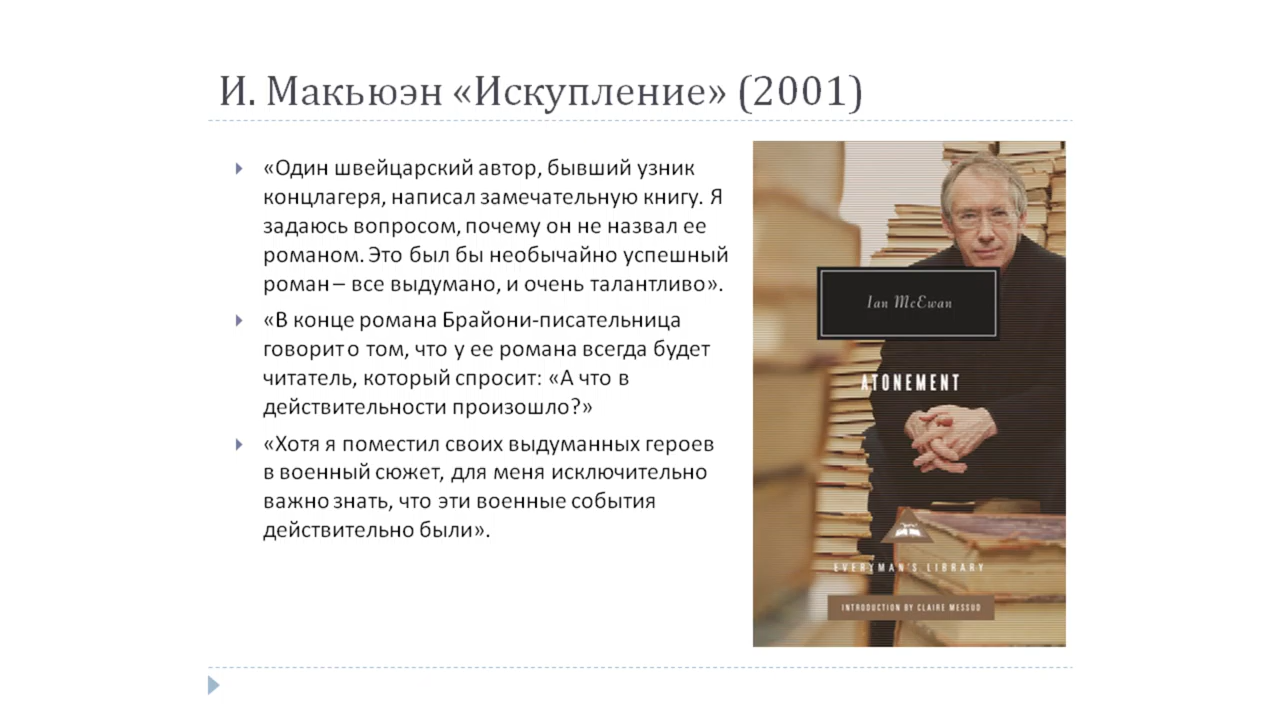 И. Макьюэн «Искупление» (2001)
«Один швейцарский автор, бывший узник
концлагеря, написал замечательную книгу. Я
задаюсь вопросом, почему он не назвал ее
романом. Это был бы необычайно успешный
роман – все выдумано, и очень талантливо».
«В конце романа Брайони-писательница
говорит о том, что у ее романа всегда будет
читатель, который спросит: «А что в
действительности произошло?»
«Хотя я поместил своих выдуманных героев
в военный сюжет, для меня исключительно
важно знать, что эти военные события
действительно были».
Ian McEwan
ATONEMENT
EVERYMAN'S LIBRARY
INTRODUCTION BY CLAIRE MESSUD